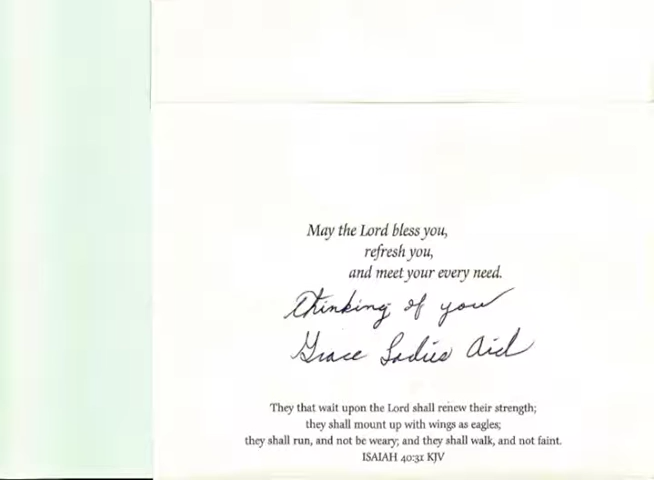 May the Lord bless you,
refresh you,
and meet your every need.
Thinking of you
Grace Ladies Aid
They that wait upon the Lord shall renew their strength;
they shall mount up with wings as eagles;
they shall run, and not be weary; and they shall walk, and not faint.
ISAIAH 40:31 KJV